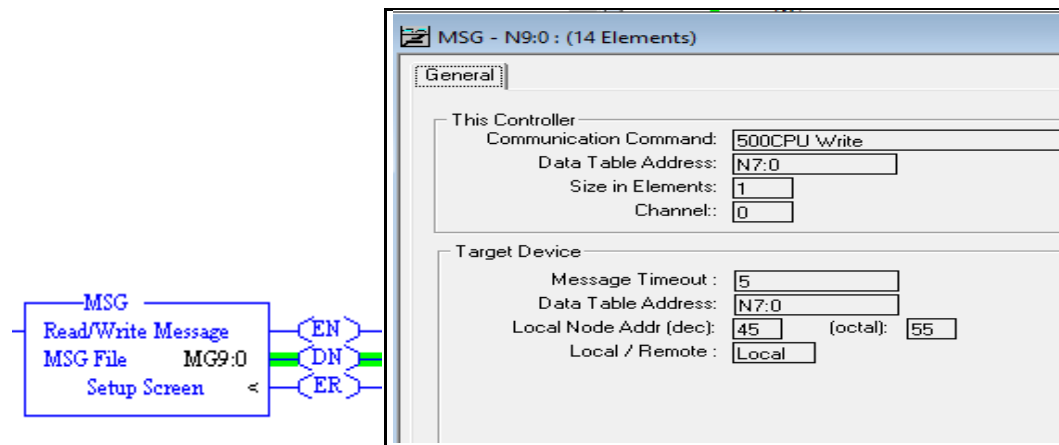 MSG
Read/Write Message
MSG File MG9:0
Setup Screen <
EN
DN
ER
MSG - N9:0 : (14 Elements)
General
This Controller
Communication Command: 500CPU Write
Data Table Address: N7:0
Size in Elements: 1
Channel:: 0
Target Device
Message Timeout : 5
Data Table Address: N7:0
Local Node Addr (dec): 45 (octal): 55
Local / Remote : Local